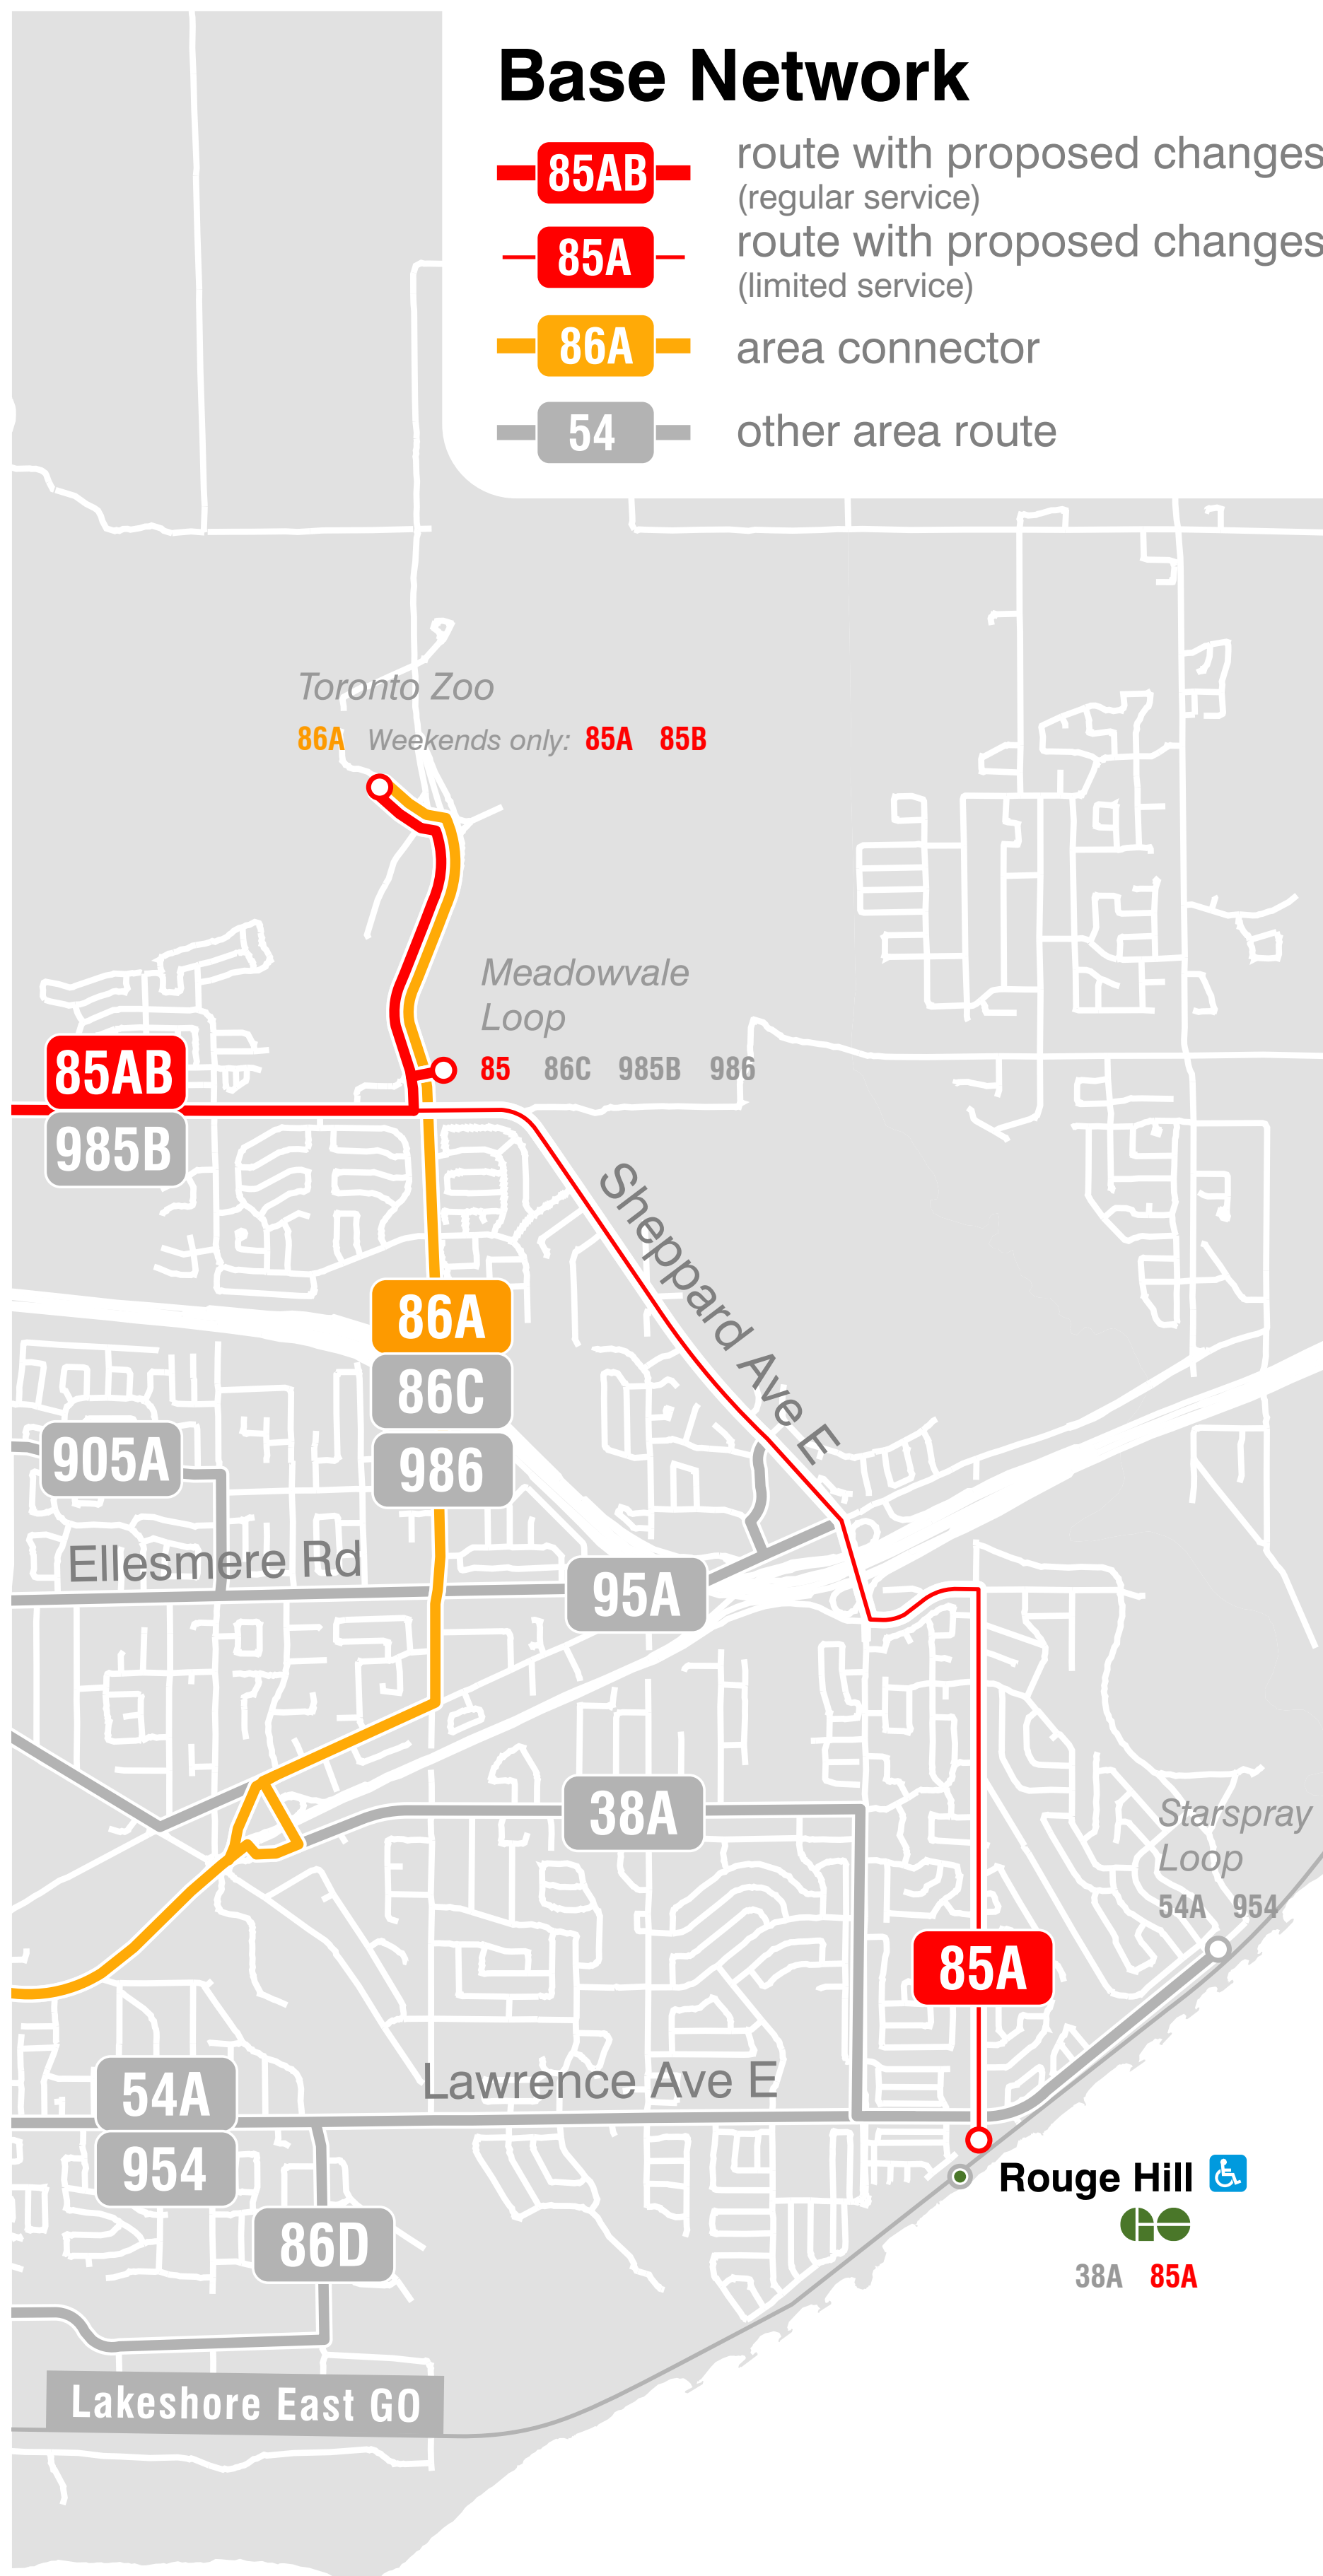 Base Network
85AB route with proposed changes
(regular service)
85A route with proposed changes
(limited service)
86A area connector
54 other area route
Toronto Zoo
86A Weekends only: 85A 85B
Meadowvale
Loop
85 86C 985B 986
85AB
985B
Sheppard Ave E
86A
86C
986
905A
Ellesmere Rd
95A
38A
Starspray
Loop
54A 954
85A
Lawrence Ave E
54A
954
Rouge Hill
GO
86D
38A 85A
Lakeshore East GO